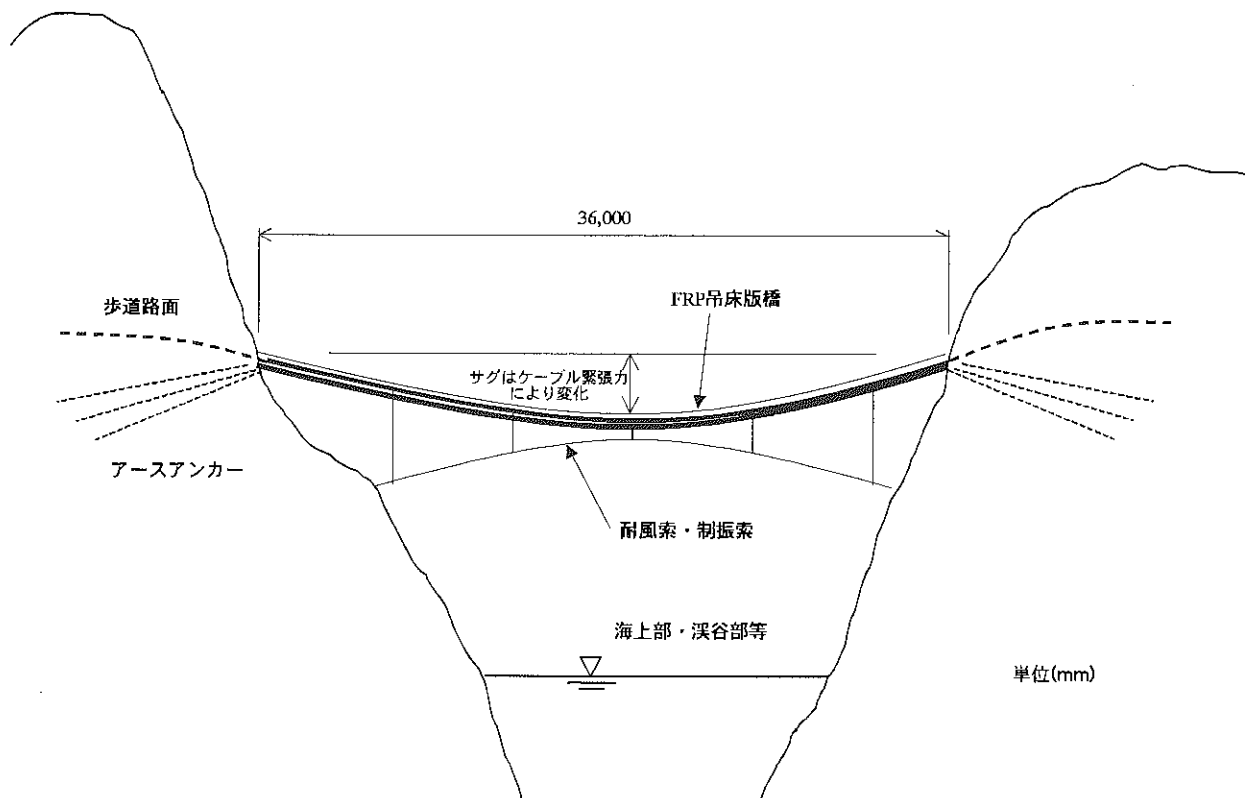 36,000
歩道路面
FRP吊床版橋
サグはケーブル緊張力
により変化
アースアンカー
耐風索・制振索
海上部・渓谷部等
単位(mm)